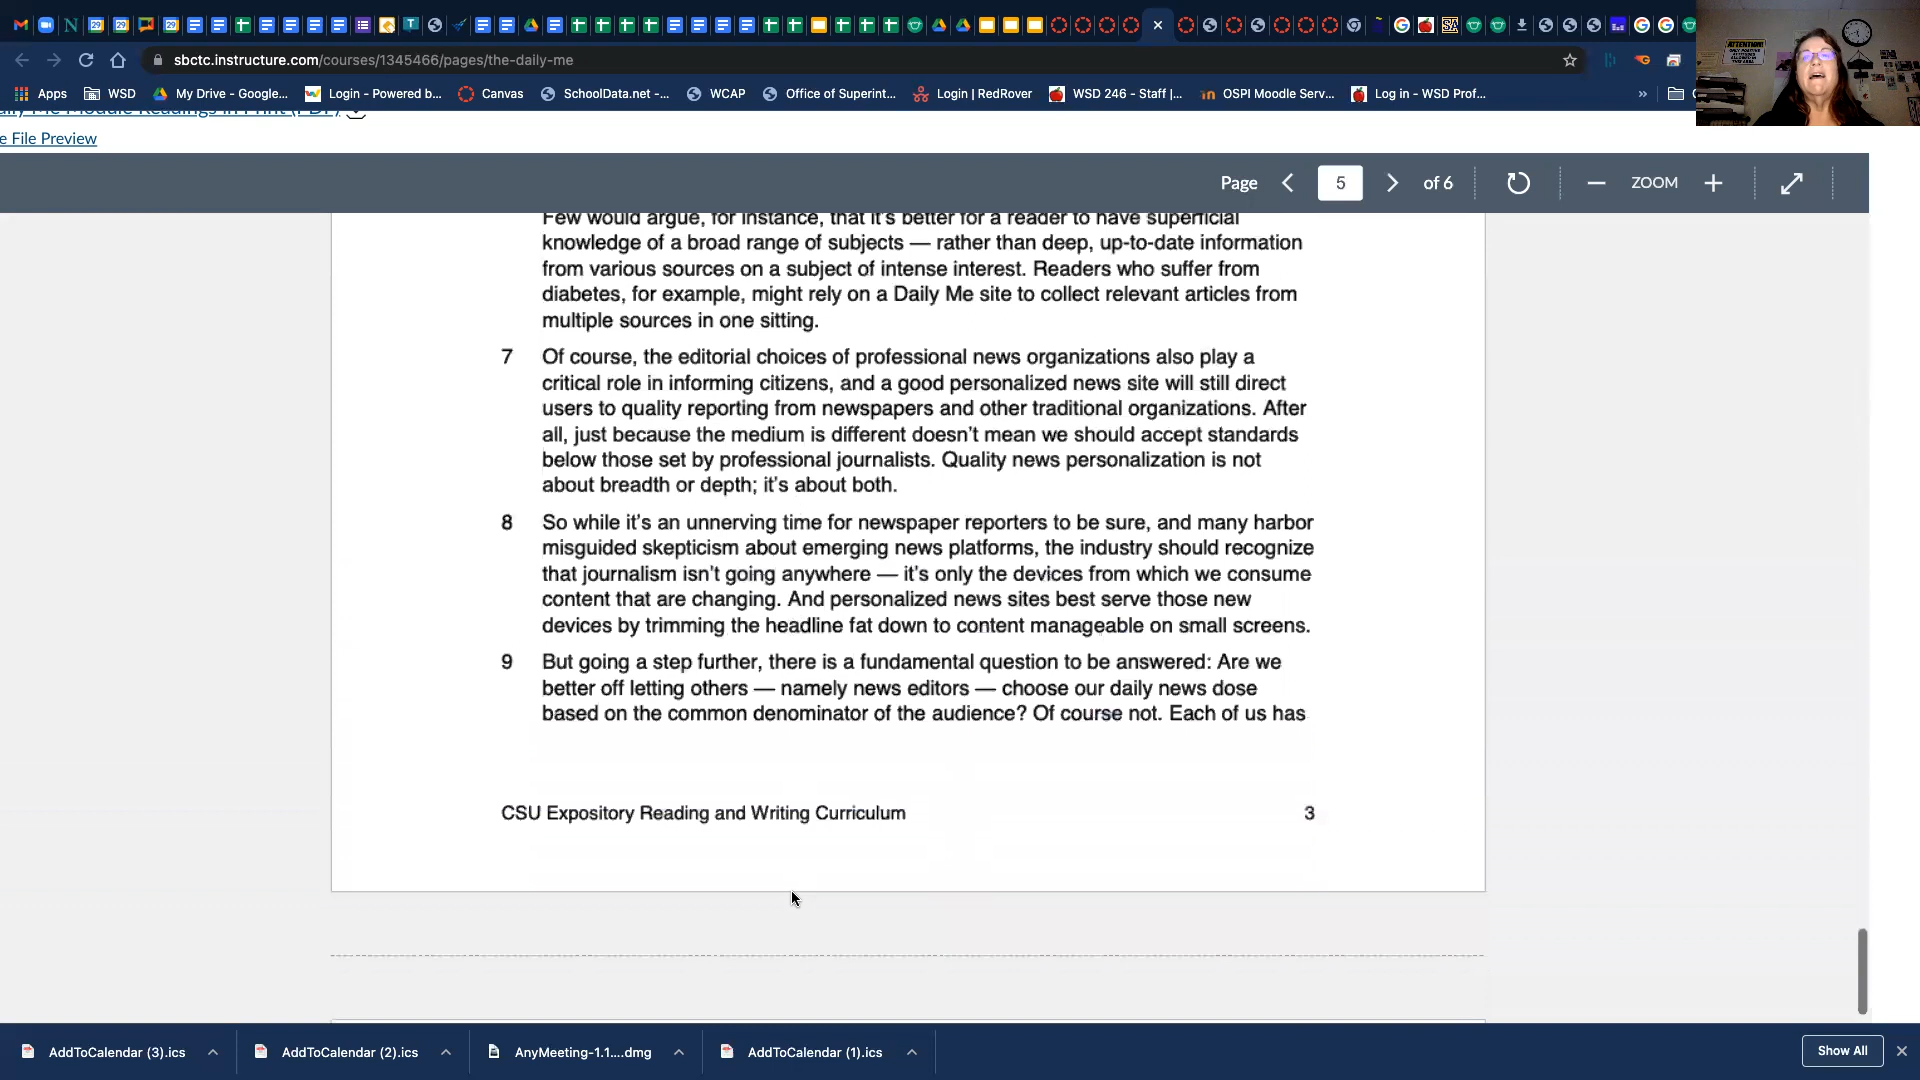 sbctc.instructure.com/courses/1345466/pages/the-daily-me
Apps WSD My Drive - Google... Login - Powered b... Canvas SchoolData.net -... WCAP Office of Superint... Login | RedRover WSD 246 - Staff |... OSPI Moodle Serv... Log in - WSD Prof... »
ATTENTION!
e File Preview
Page 5 of 6 ZOOM
Few would argue, for instance, that it's better for a reader to have superficial
knowledge of a broad range of subjects — rather than deep, up-to-date information
from various sources on a subject of intense interest. Readers who suffer from
diabetes, for example, might rely on a Daily Me site to collect relevant articles from
multiple sources in one sitting.
7 Of course, the editorial choices of professional news organizations also play a
critical role in informing citizens, and a good personalized news site will still direct
users to quality reporting from newspapers and other traditional organizations. After
all, just because the medium is different doesn't mean we should accept standards
below those set by professional journalists. Quality news personalization is not
about breadth or depth; it's about both.
8 So while it's an unnerving time for newspaper reporters to be sure, and many harbor
misguided skepticism about emerging news platforms, the industry should recognize
that journalism isn't going anywhere — it's only the devices from which we consume
content that are changing. And personalized news sites best serve those new
devices by trimming the headline fat down to content manageable on small screens.
9 But going a step further, there is a fundamental question to be answered: Are we
better off letting others — namely news editors — choose our daily news dose
based on the common denominator of the audience? Of course not. Each of us has
CSU Expository Reading and Writing Curriculum 3
AddToCalendar (3).ics AddToCalendar (2).ics AnyMeeting-1.1....dmg AddToCalendar (1).ics Show All